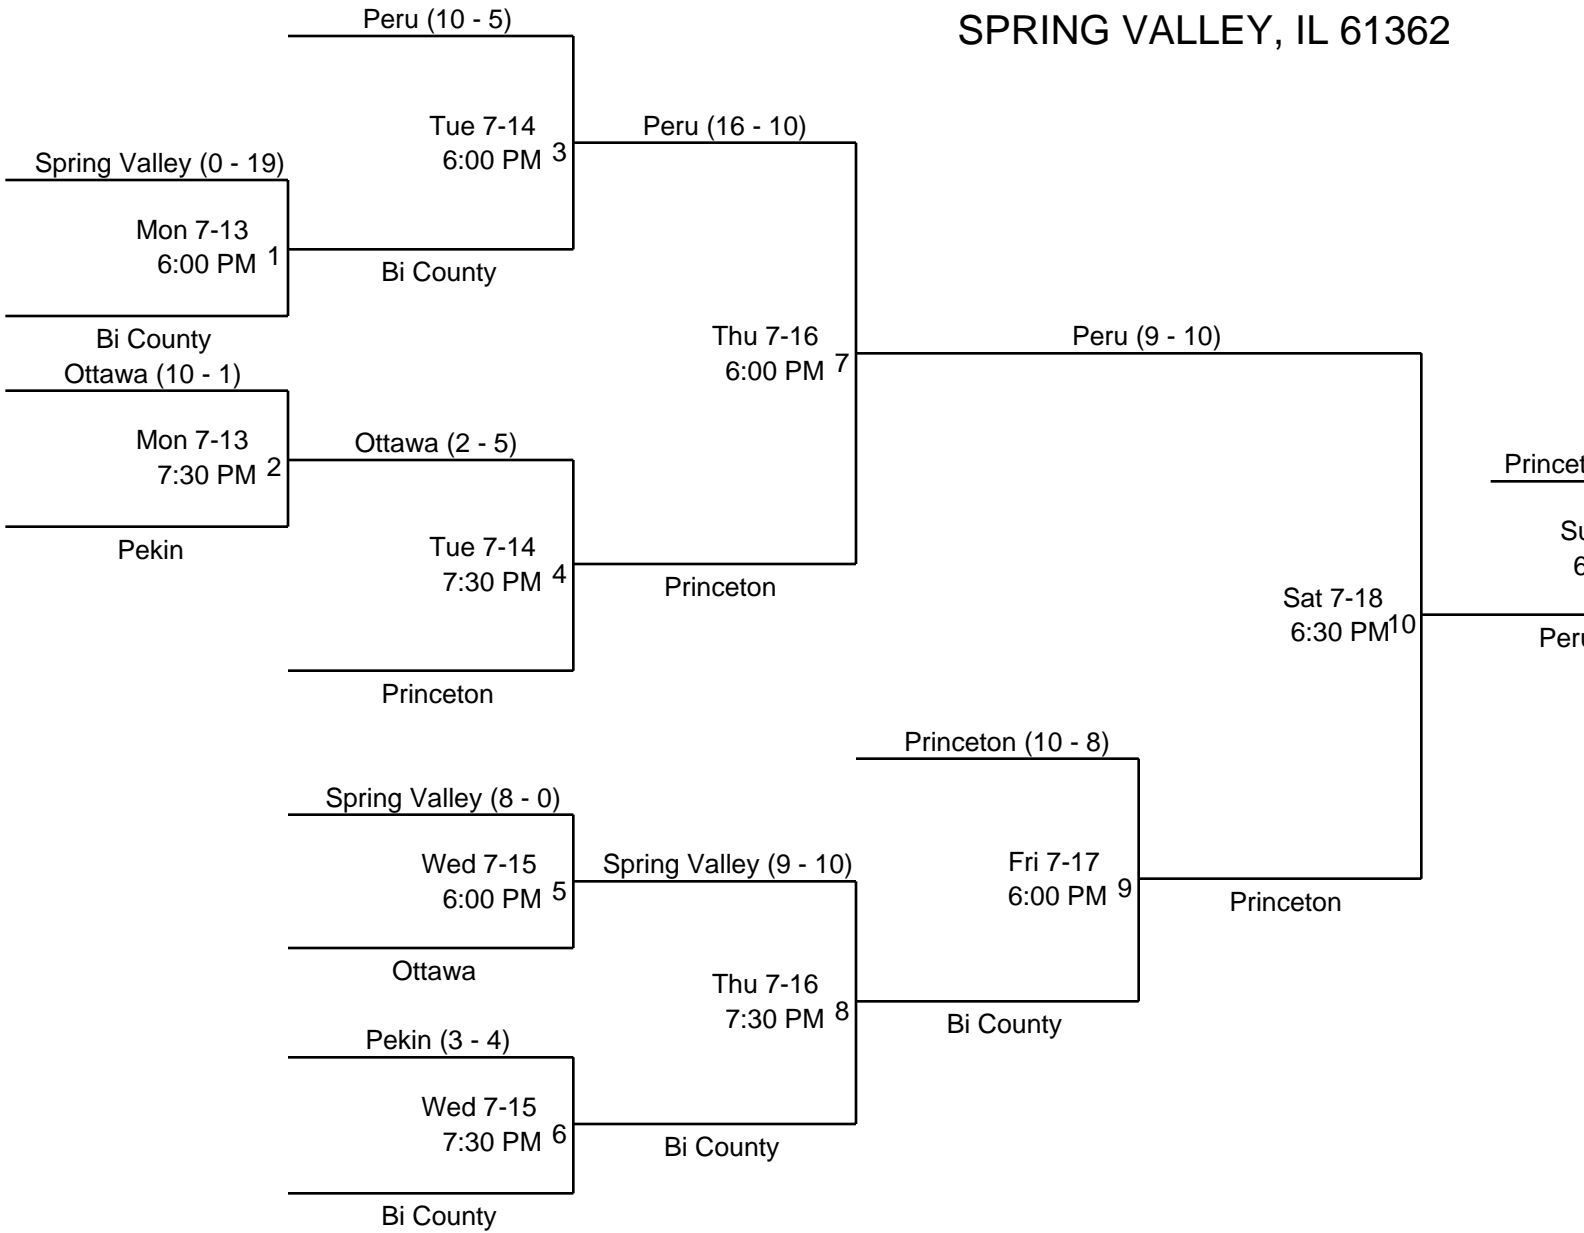 SPRING VALLEY, IL 61362
Peru (10 - 5)
Tue 7-14
6:00 PM 3
Bi County
Spring Valley (0 - 19)
Mon 7-13
6:00 PM 1
Bi County
Ottawa (10 - 1)
Mon 7-13
7:30 PM 2
Pekin
Ottawa (2 - 5)
Tue 7-14
7:30 PM 4
Princeton
Peru (16 - 10)
Thu 7-16
6:00 PM 7
Princeton
Peru (9 - 10)
Sat 7-18
6:30 PM 10
Princeton
Spring Valley (8 - 0)
Wed 7-15
6:00 PM 5
Ottawa
Pekin (3 - 4)
Wed 7-15
7:30 PM 6
Bi County
Spring Valley (9 - 10)
Thu 7-16
7:30 PM 8
Bi County
Princeton (10 - 8)
Fri 7-17
6:00 PM 9
Bi County